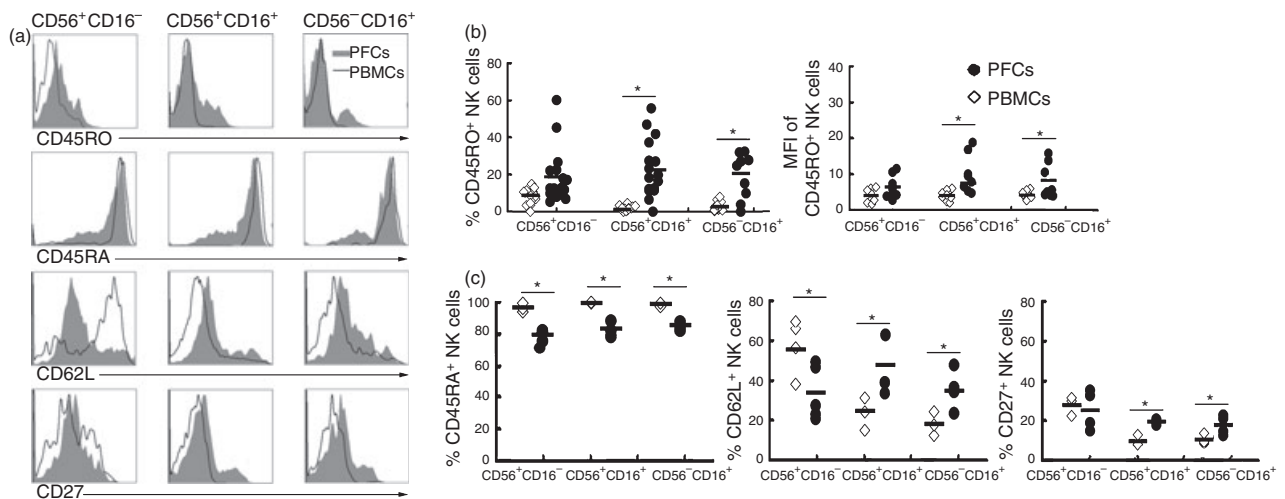 (a)
CD56+CD16−
CD56+CD16+
CD56−CD16+
PFCs
PBMCs
CD45RO
CD45RA
CD62L
CD27
(b)
% CD45RO+ NK cells
80
60
40
20
0
*
*
CD56+CD16−
CD56+CD16+
CD56−CD16+
MFI of
CD45RO+ NK cells
40
30
20
10
0
PFCs
PBMCs
*
*
CD56+CD16−
CD56+CD16+
CD56−CD16+
(c)
% CD45RA+ NK cells
100
80
60
40
20
0
*
*
*
CD56+CD16−
CD56+CD16+
CD56−CD16+
% CD62L+ NK cells
80
60
40
20
0
*
*
*
CD56+CD16−
CD56+CD16+
CD56−CD16+
% CD27+ NK cells
80
60
40
20
0
*
*
CD56+CD16−
CD56+CD16+
CD56−CD16+